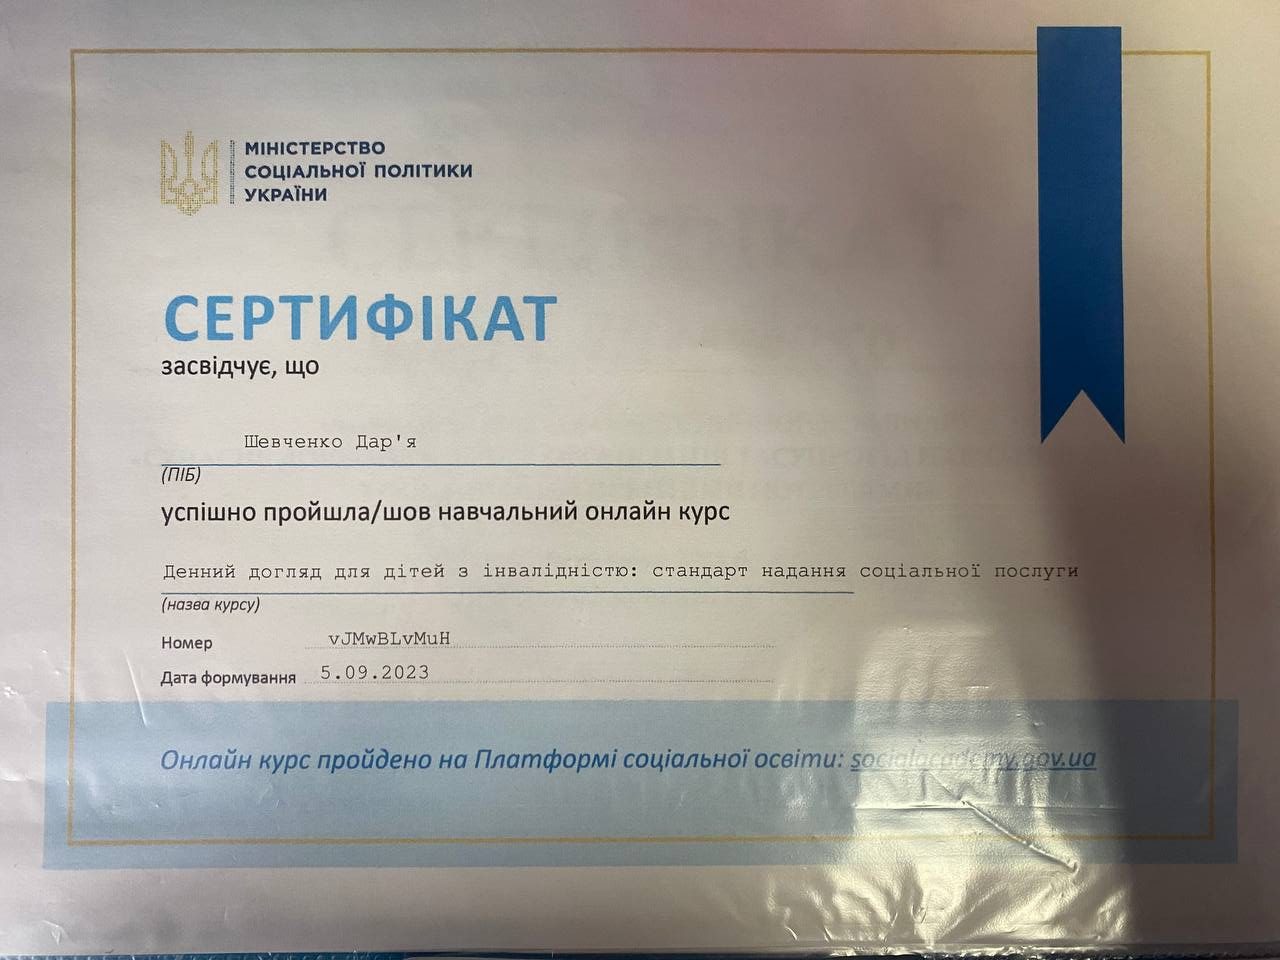 МІНІСТЕРСТВО
СОЦІАЛЬНОЇ ПОЛІТИКИ
УКРАЇНИ
СЕРТИФІКАТ
засвідчує, що
Шевченко Дар'я
(ПІБ)
успішно пройшла/шов навчальний онлайн курс
Денний догляд для дітей з інвалідністю: стандарт надання соціальної послуги
(назва курсу)
Номер vJMwBLvMuH
Дата формування 5.09.2023
Онлайн курс пройдено на Платформі соціальної освіти: socialacademy.gov.ua